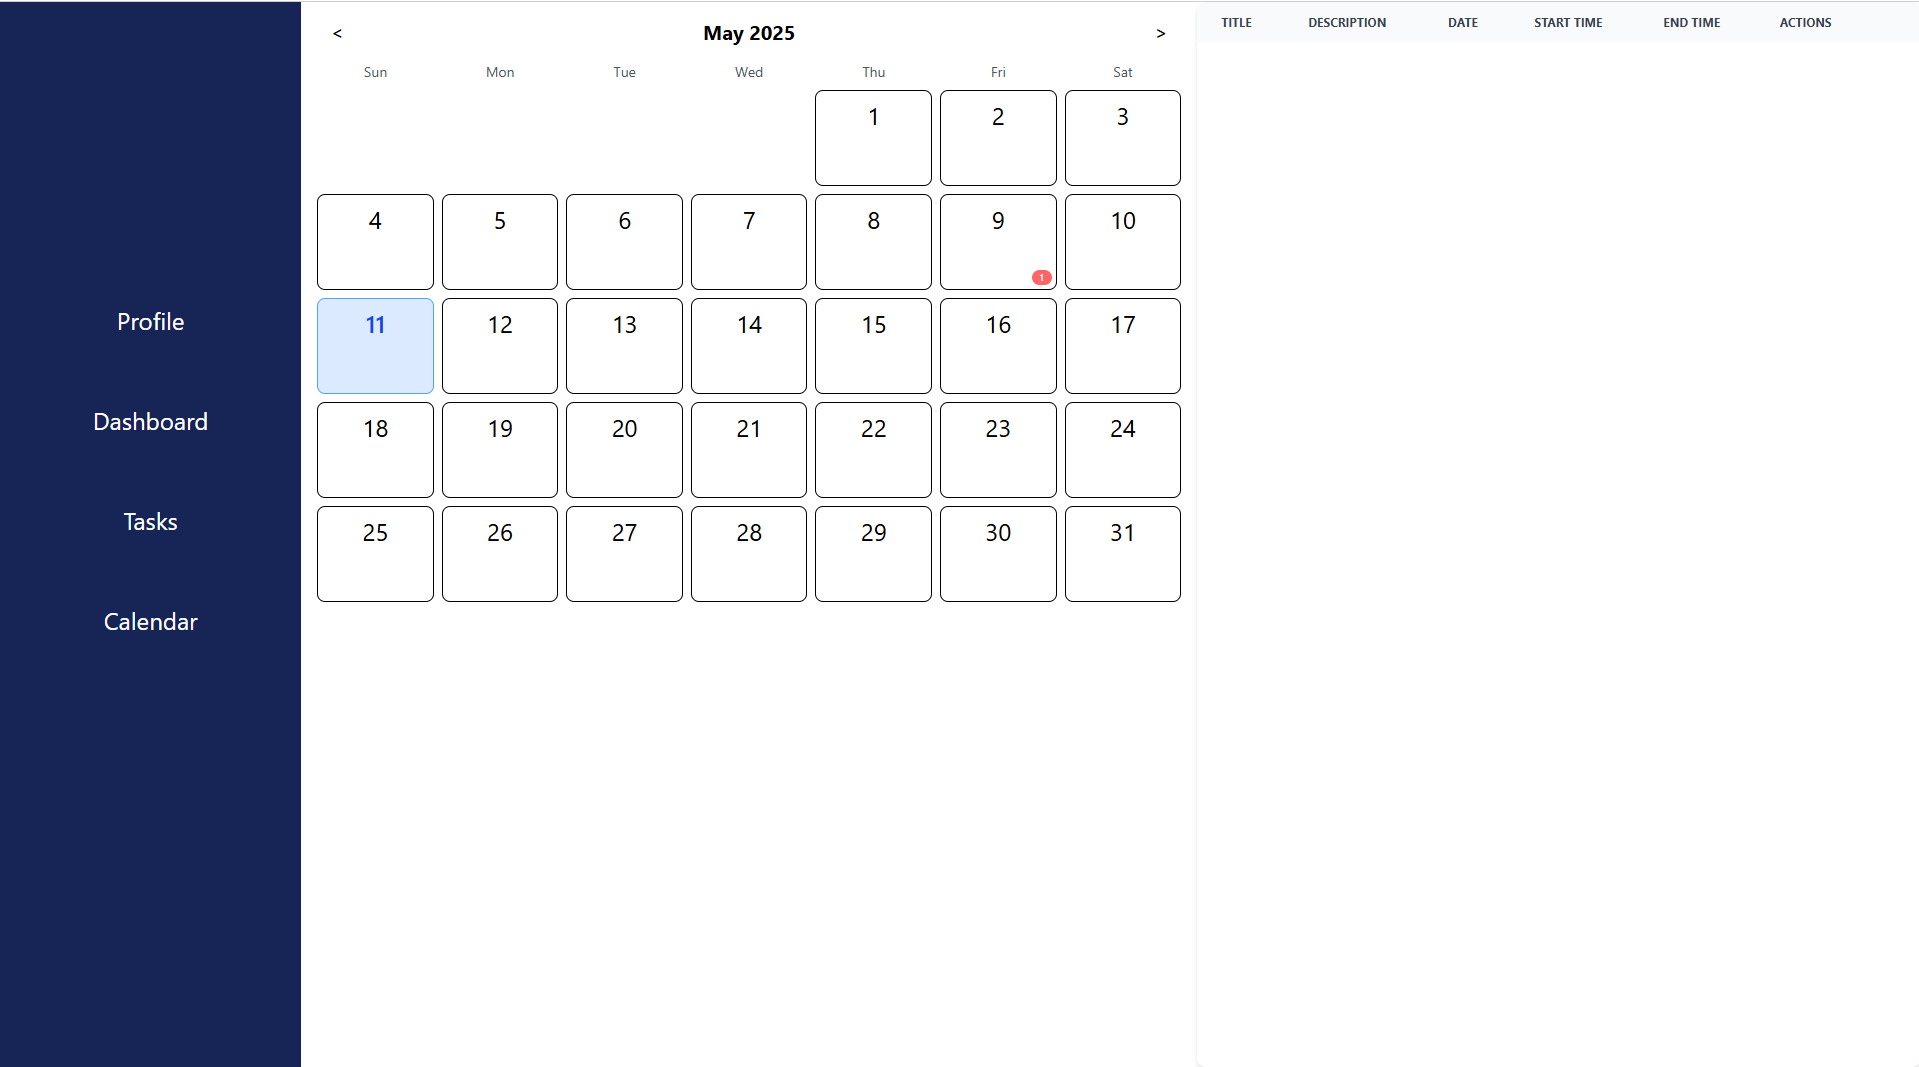 Profile
Dashboard
Tasks
Calendar
< May 2025 >
Sun Mon Tue Wed Thu Fri Sat
1 2 3
4 5 6 7 8 9 10
1
11 12 13 14 15 16 17
18 19 20 21 22 23 24
25 26 27 28 29 30 31
TITLE DESCRIPTION DATE START TIME END TIME ACTIONS